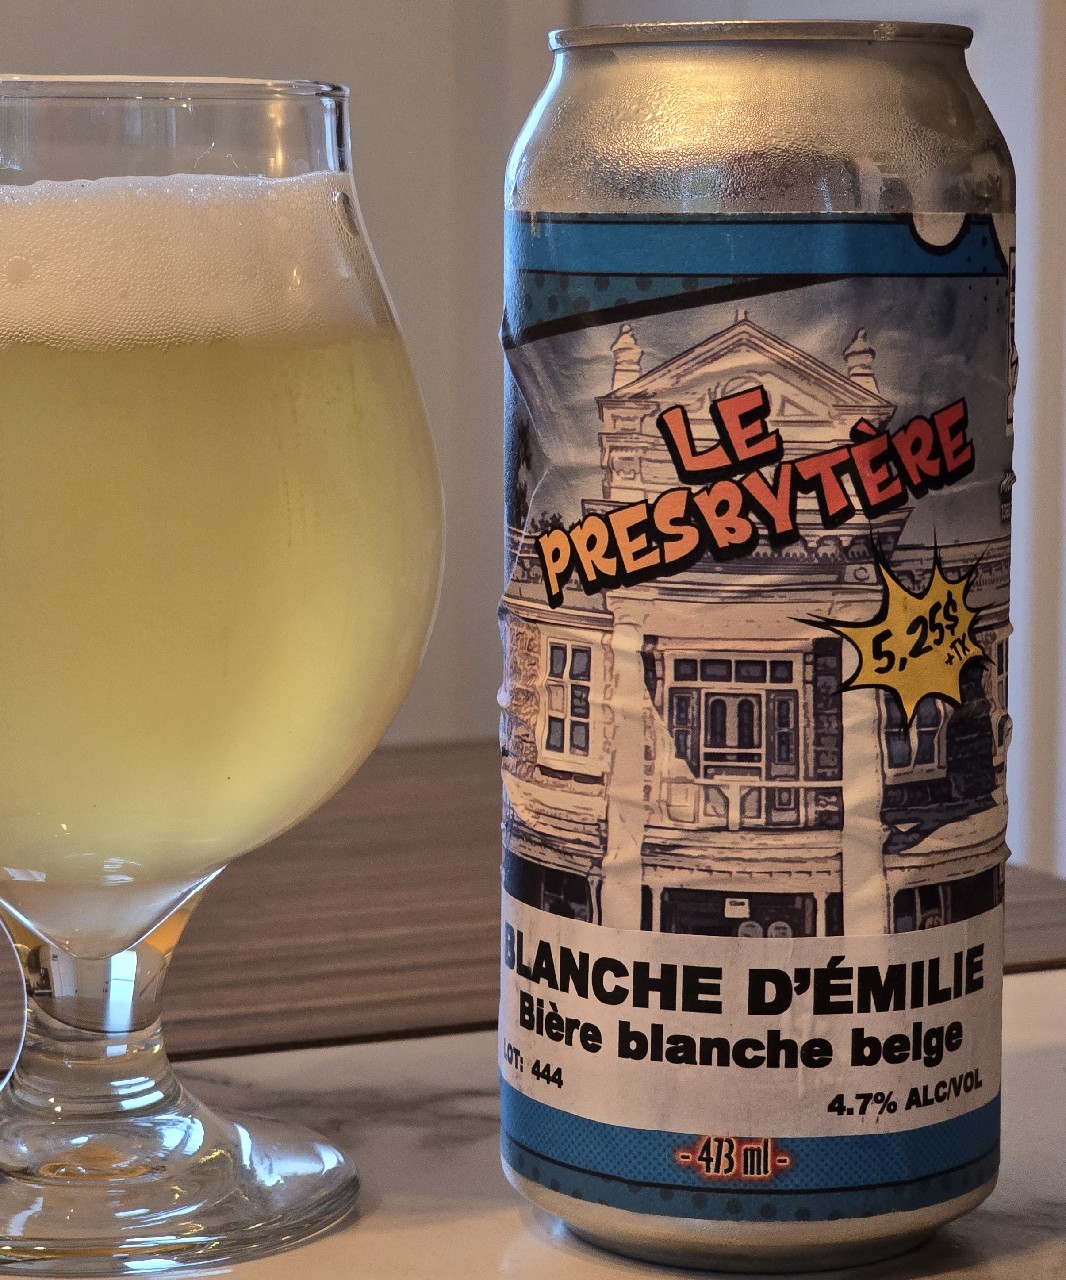 LE
PRESBYTÈRE
5,25$
+TX
BLANCHE D'ÉMILIE
Bière blanche belge
LOT: 444
4.7% ALC/VOL
- 473 ml -